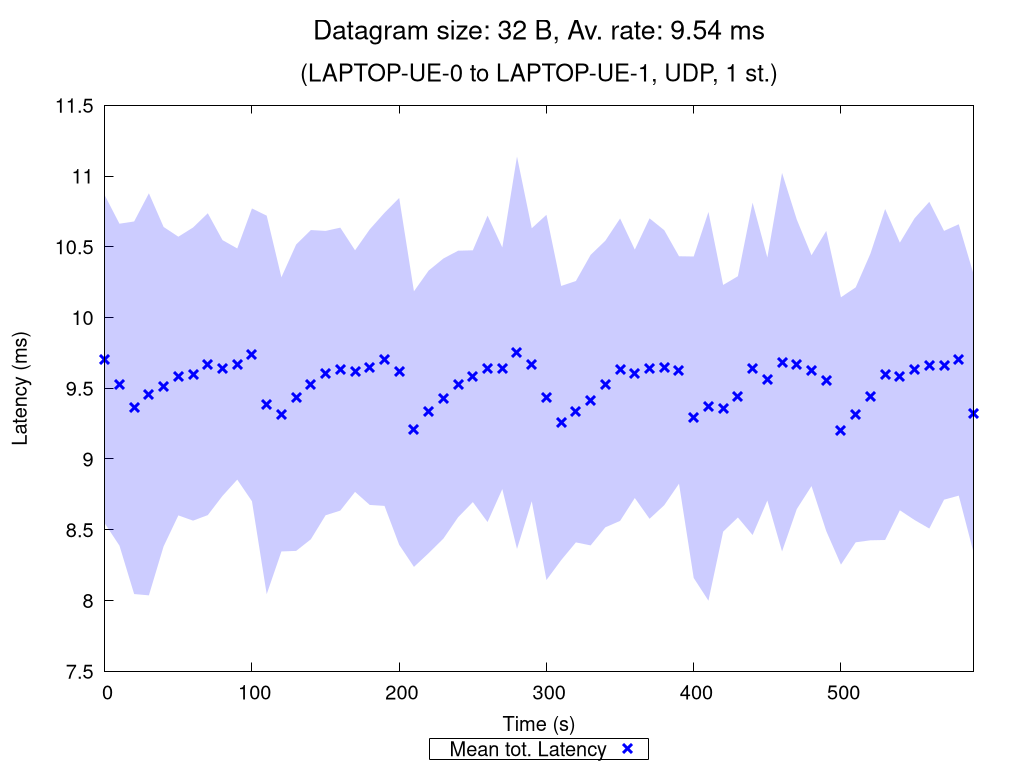 Datagram size: 32 B, Av. rate: 9.54 ms
(LAPTOP-UE-0 to LAPTOP-UE-1, UDP, 1 st.)
11.5
11
10.5
10
9.5
9
8.5
8
7.5
Latency (ms)
0 100 200 300 400 500
Time (s)
Mean tot. Latency